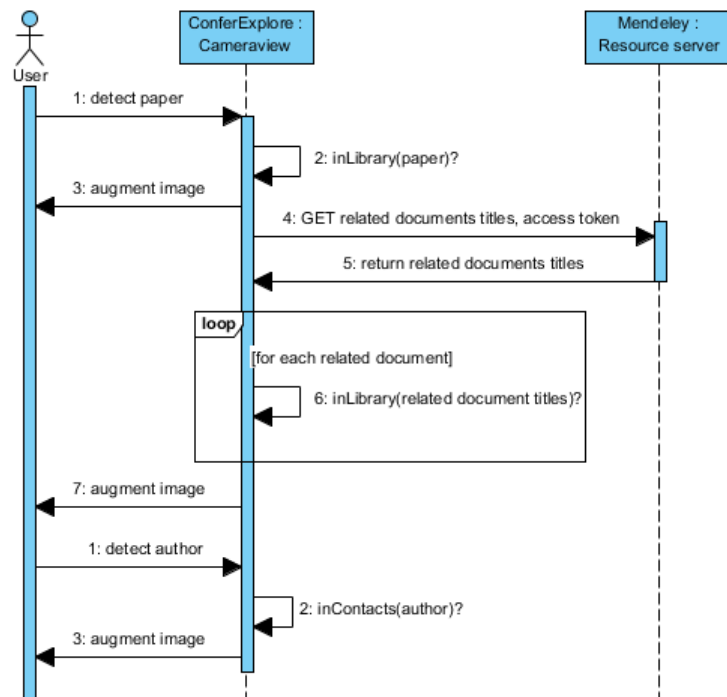 ConferExplore :
Cameraview
Mendeley :
Resource server
User
1: detect paper
2: inLibrary(paper)?
3: augment image
4: GET related documents titles, access token
5: return related documents titles
loop
[for each related document]
6: inLibrary(related document titles)?
7: augment image
1: detect author
2: inContacts(author)?
3: augment image